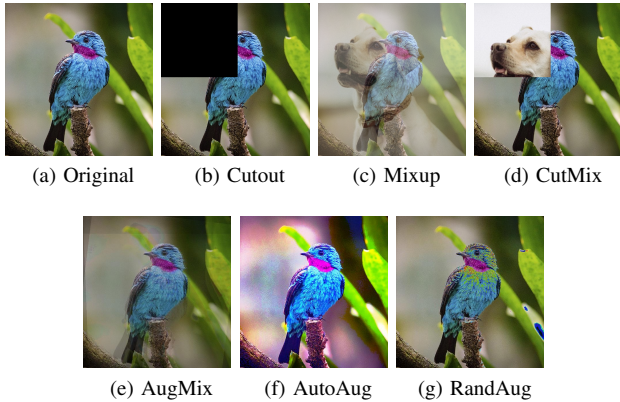 (a) Original
(b) Cutout
(c) Mixup
(d) CutMix
(e) AugMix
(f) AutoAug
(g) RandAug